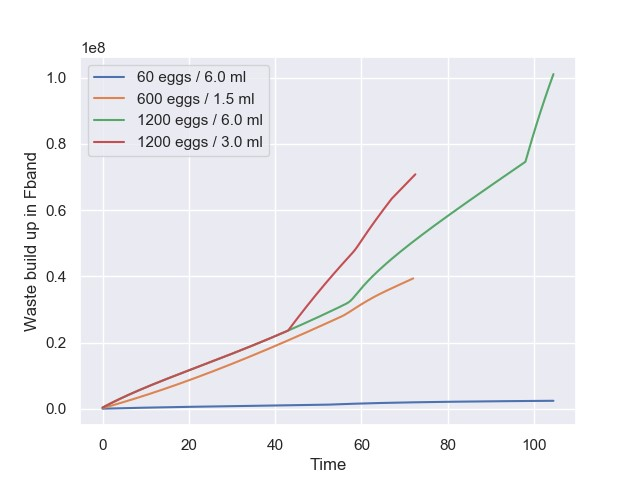 1e8
1.0
0.8
0.6
0.4
0.2
0.0
Waste build up in Fband
60 eggs / 6.0 ml
600 eggs / 1.5 ml
1200 eggs / 6.0 ml
1200 eggs / 3.0 ml
0 20 40 60 80 100
Time